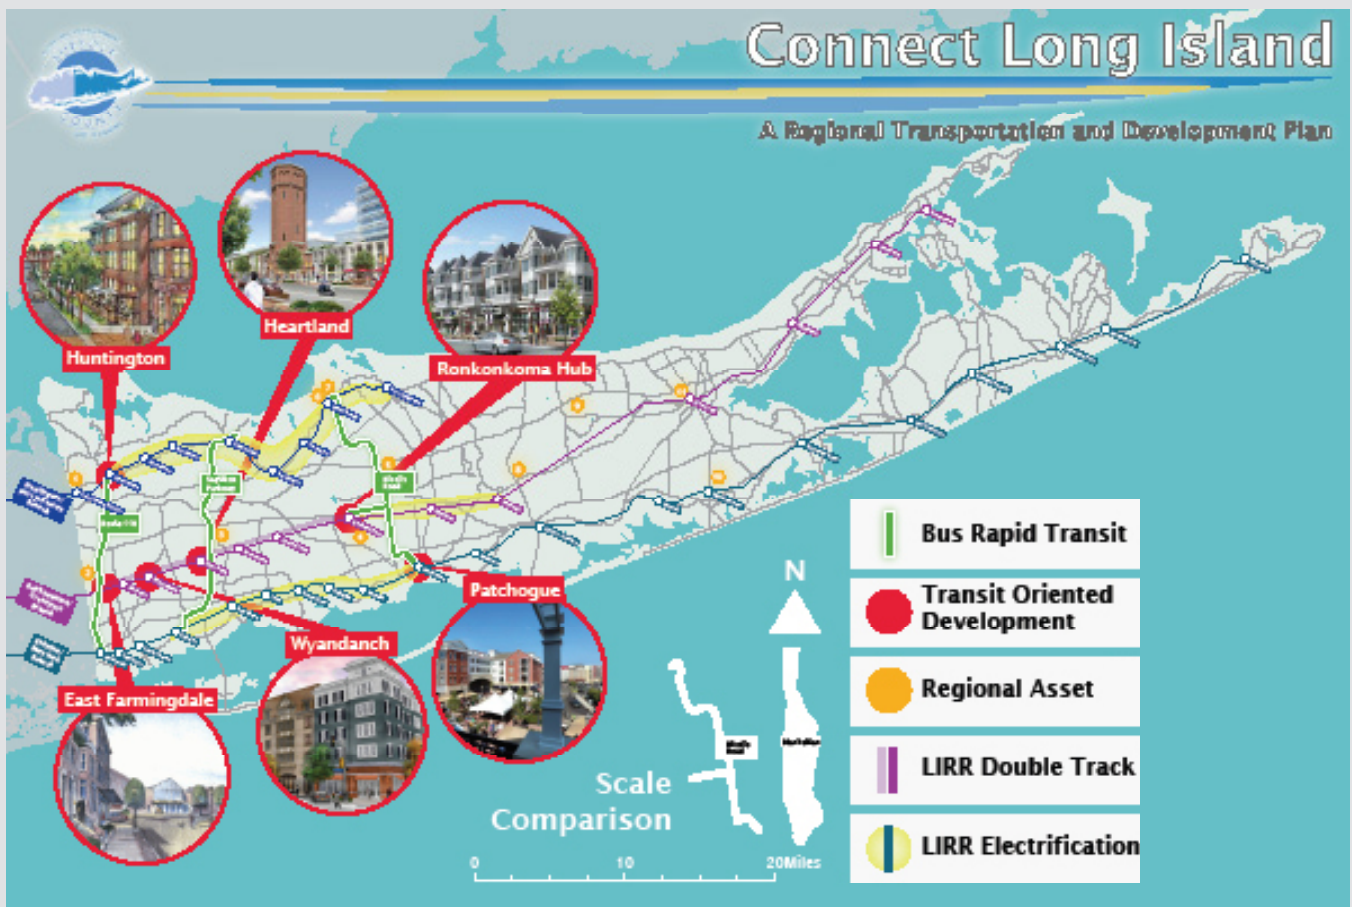 Connect Long Island
A Regional Transportation and Development Plan
COUNTY
Huntington
Heartland
Ronkonkoma Hub
Patchogue
Wyandanch
East Farmingdale
N
Bus Rapid Transit
Transit Oriented
Development
Regional Asset
LIRR Double Track
LIRR Electrification
Scale
Comparison
0 10 20Miles